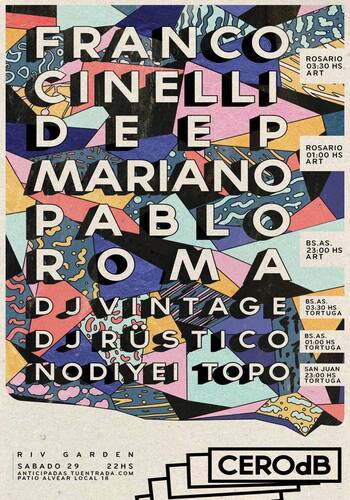 FRANCO
CINELLI
DEEP
MARIANO
PABLO
ROMA
DJ VINTAGE
DJ RÜSTICO
NODIYEI TOPO
ROSARIO
03:30 HS
ART
ROSARIO
01:00 HS
ART
BS.AS.
23:00 HS
ART
BS.AS.
03:30 HS
TORTUGA
BS.AS.
01:00 HS
TORTUGA
SAN JUAN
23:00 HS
TORTUGA
RIV GARDEN
SABADO 29 22HS
ANTICIPADAS TUENTRADA.COM
PATIO ALVEAR LOCAL 18
CEROdB